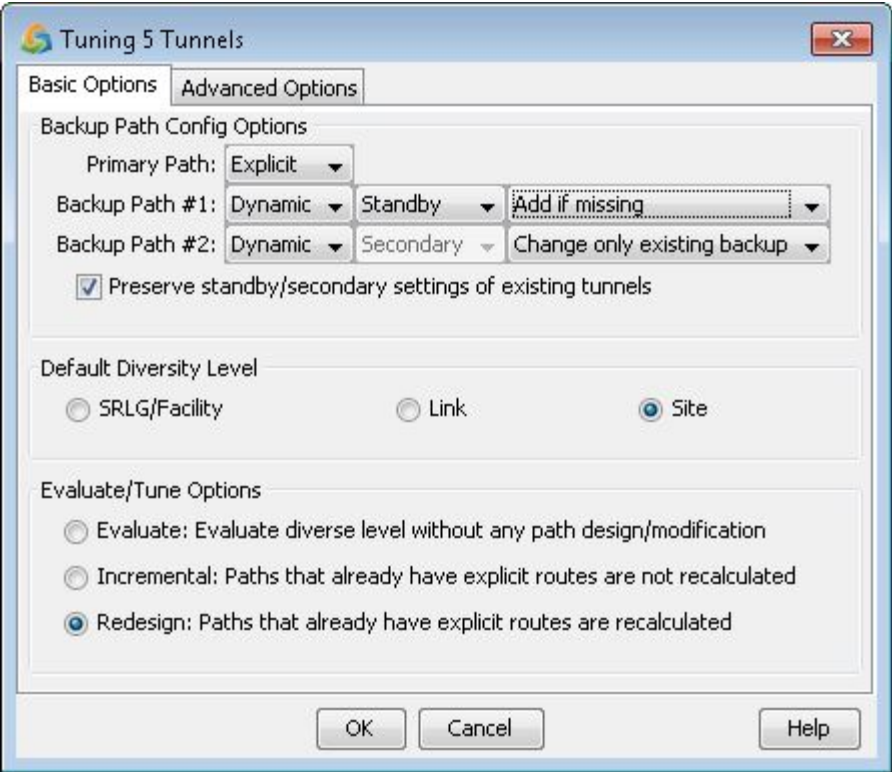 Tuning 5 Tunnels
Basic Options Advanced Options
Backup Path Config Options
Primary Path: Explicit
Backup Path #1: Dynamic Standby Add if missing
Backup Path #2: Dynamic Secondary Change only existing backup
Preserve standby/secondary settings of existing tunnels
Default Diversity Level
SRLG/Facility Link Site
Evaluate/Tune Options
Evaluate: Evaluate diverse level without any path design/modification
Incremental: Paths that already have explicit routes are not recalculated
Redesign: Paths that already have explicit routes are recalculated
OK Cancel Help